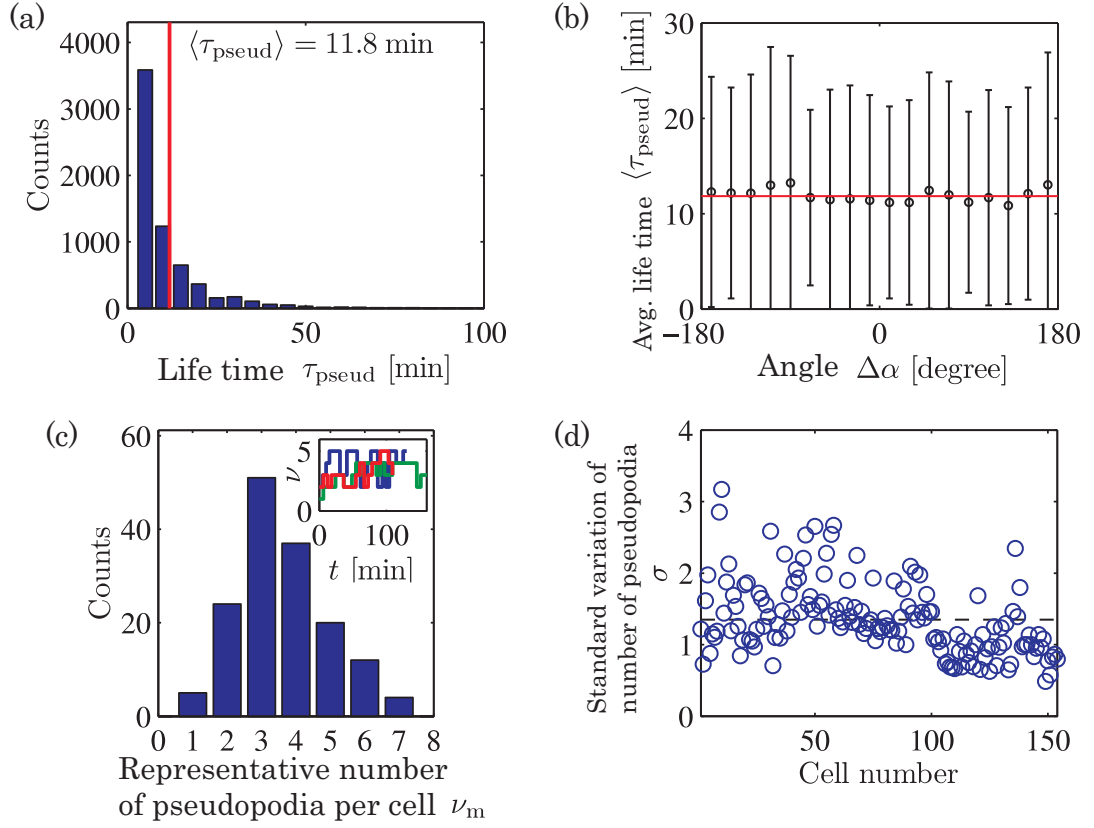 (a)
⟨τpseud⟩ = 11.8 min
4000
3000
2000
1000
0
Counts
0
50
100
Life time τpseud [min]
(b)
30
20
10
0
Avg. life time ⟨τpseud⟩ [min]
−180
0
180
Angle Δα [degree]
(c)
60
40
20
0
Counts
5
0
ν
0
100
t [min]
0 1 2 3 4 5 6 7 8
Representative number
of pseudopodia per cell νm
(d)
4
3
2
1
0
Standard variation of
number of pseudopodia
σ
50
100
150
Cell number